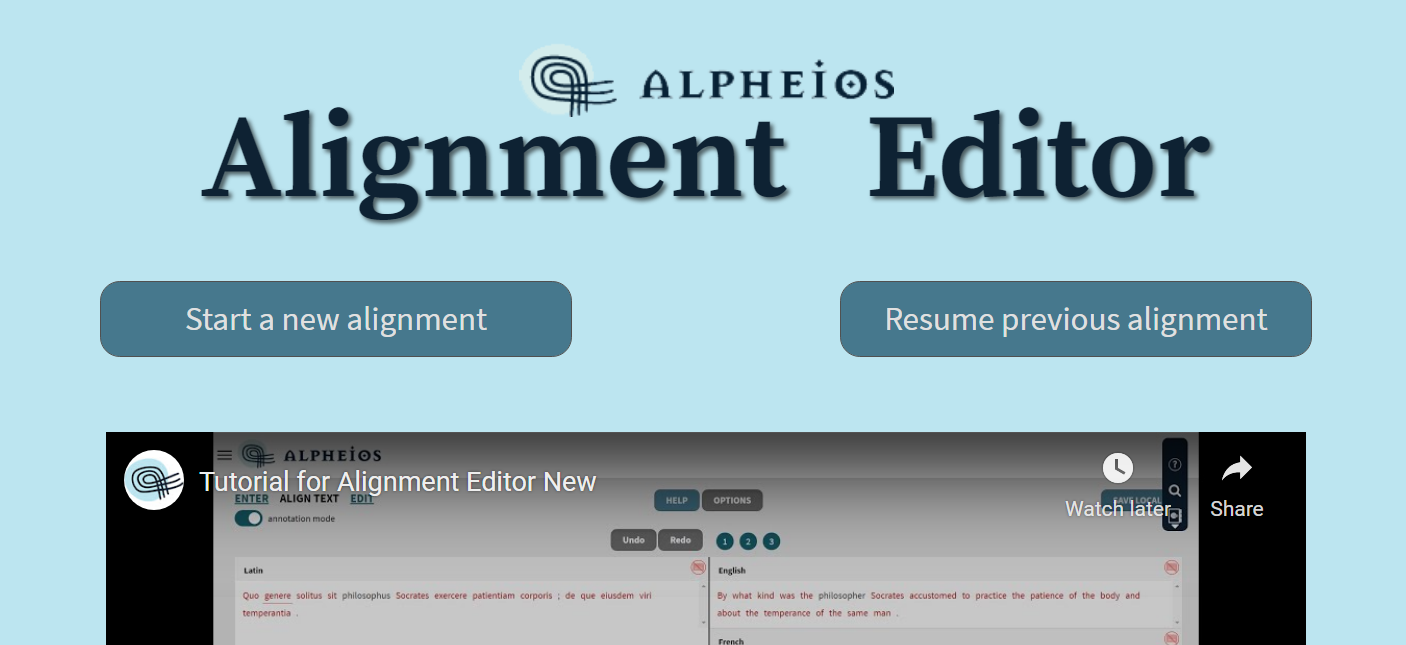 ALPHEIOS
Alignment Editor
Start a new alignment
Resume previous alignment
ALPHEIOS
Tutorial for Alignment Editor New
Watch later
Share
ENTER ALIGN TEXT EDIT
HELP OPTIONS
SAVE LOCAL
annotation mode
Undo Redo 1 2 3
Latin
Quo genere solitus sit philosophus Socrates exercere patientiam corporis ; de que eiusdem viri
temperantia .
English
By what kind was the philosopher Socrates accustomed to practice the patience of the body and
about the temperance of the same man .
French